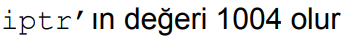 iptr’ ın değeri 1004 olur